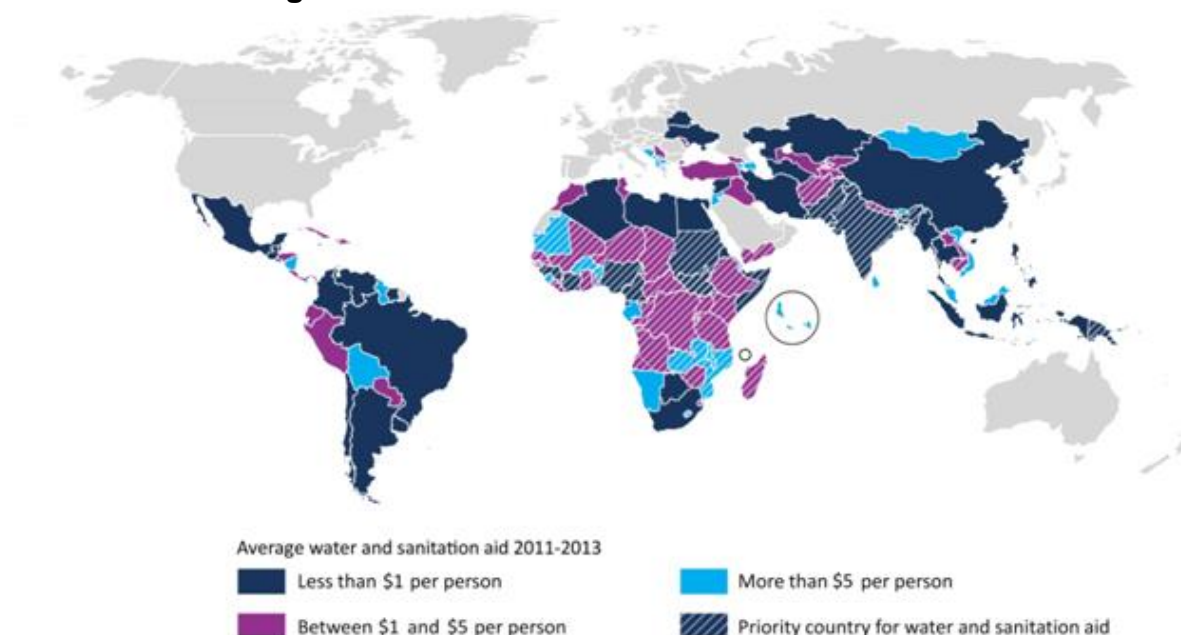 Average water and sanitation aid 2011-2013
Less than $1 per person
More than $5 per person
Between $1 and $5 per person
Priority country for water and sanitation aid